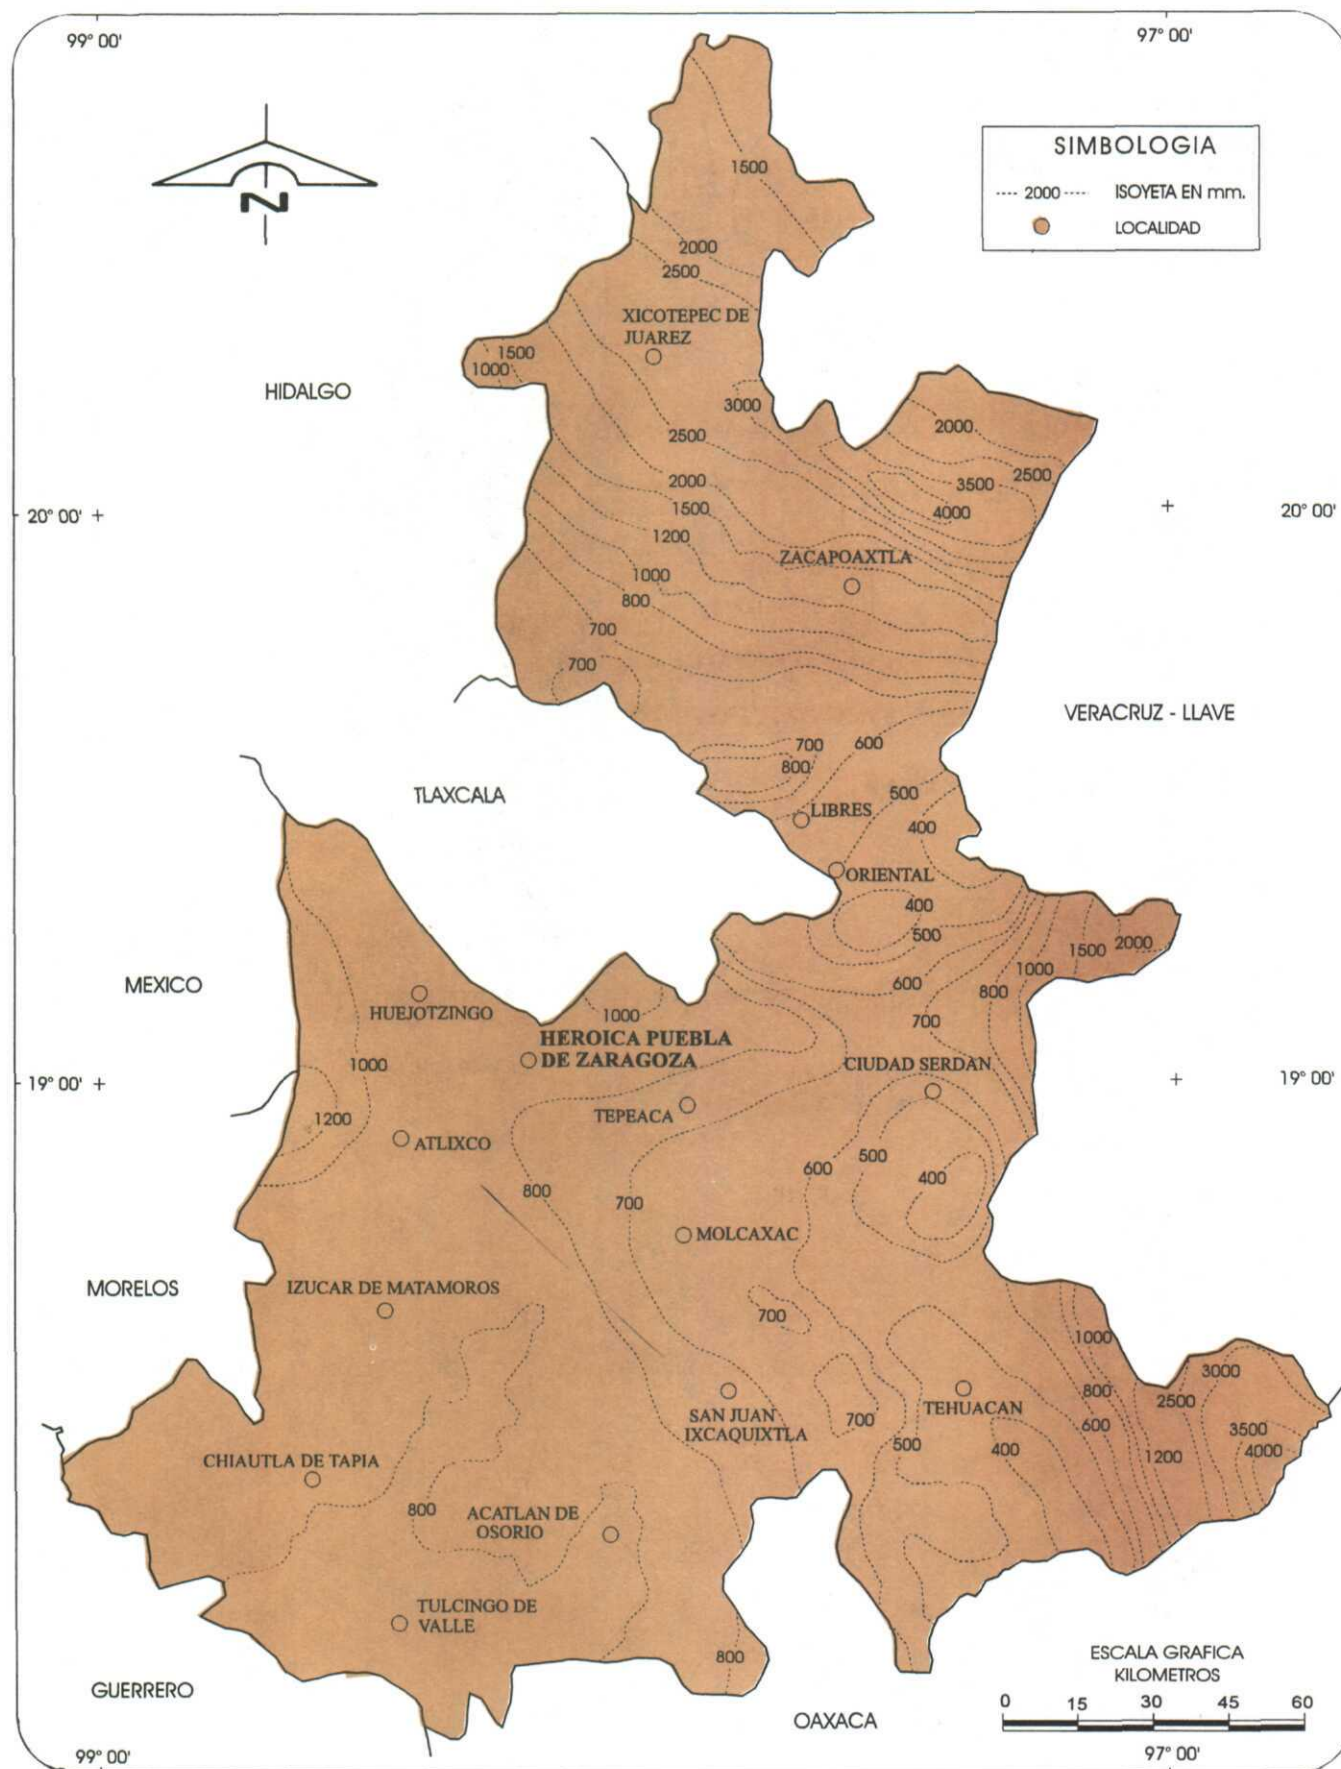 99° 00'
97° 00'
SIMBOLOGIA
2000
ISOYETA EN mm.
LOCALIDAD
N
1500
2000
2500
XICOTEPEC DE
JUAREZ
1500
1000
HIDALGO
3000
2000
2500
2500
3500
2000
4000
1500
20° 00'
20° 00'
1200
ZACAPOAXTLA
1000
800
700
700
VERACRUZ - LLAVE
600
700
800
TLAXCALA
500
LIBRES
400
ORIENTAL
400
500
2000
1500
1000
MEXICO
600
800
HUEJOTZINGO
1000
700
HEROICA PUEBLA
DE ZARAGOZA
1000
CIUDAD SERDAN
19° 00'
19° 00'
1200
TEPEACA
ATLIXCO
500
600
400
800
700
MOLCAXAC
MORELOS
IZUCAR DE MATAMOROS
700
1000
3000
800
2500
SAN JUAN
IXCAQUIXTLA
TEHUACAN
700
600
3500
500
400
4000
1200
CHIAUTLA DE TAPIA
800
ACATLAN DE
OSORIO
TULCINGO DE
VALLE
800
ESCALA GRAFICA
KILOMETROS
GUERRERO
0 15 30 45 60
OAXACA
99° 00'
97° 00'